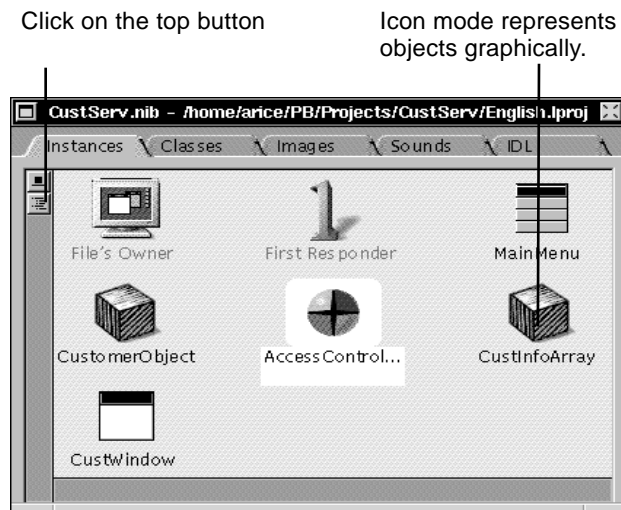 Click on the top button
Icon mode represents
objects graphically.
CustServ.nib - /home/arice/PB/Projects/CustServ/English.lproj
Instances Classes Images Sounds IDL
File's Owner First Responder MainMenu
CustomerObject AccessControl... CustInfoArray
CustWindow